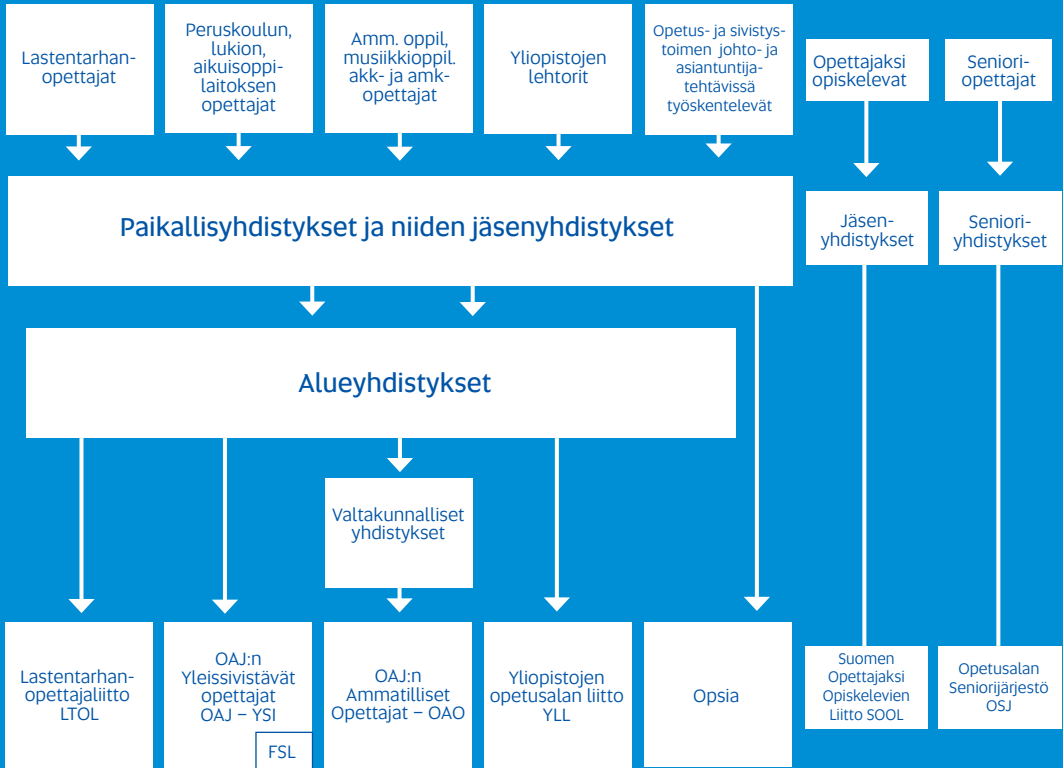 Lastentarhan-
opettajat
Peruskoulun,
lukion,
aikuisoppi-
laitoksen
opettajat
Amm. oppil,
musiikkioppil.
akk- ja amk-
opettajat
Yliopistojen
lehtorit
Opetus- ja sivistys-
toimen johto- ja
asiantuntija-
tehtävissä
työskentelevät
Opettajaksi
opiskelevat
Seniori-
opettajat
Paikallisyhdistykset ja niiden jäsenyhdistykset
Jäsen-
yhdistykset
Seniori-
yhdistykset
Alueyhdistykset
Valtakunnalliset
yhdistykset
Lastentarhan-
opettajaliitto
LTOL
OAJ:n
Yleissivistävät
opettajat
OAJ – YSI
FSL
OAJ:n
Ammatilliset
Opettajat – OAO
Yliopistojen
opetusalan liitto
YLL
Opsia
Suomen
Opettajaksi
Opiskelevien
Liitto SOOL
Opetusalan
Seniorijärjestö
OSJ